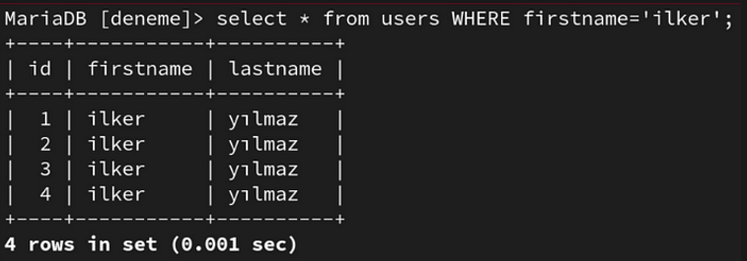 MariaDB [deneme]> select * from users WHERE firstname='ilker';
+----+-----------+----------+
| id | firstname | lastname |
+----+-----------+----------+
|  1 | ilker     | yılmaz   |
|  2 | ilker     | yılmaz   |
|  3 | ilker     | yılmaz   |
|  4 | ilker     | yılmaz   |
+----+-----------+----------+
4 rows in set (0.001 sec)